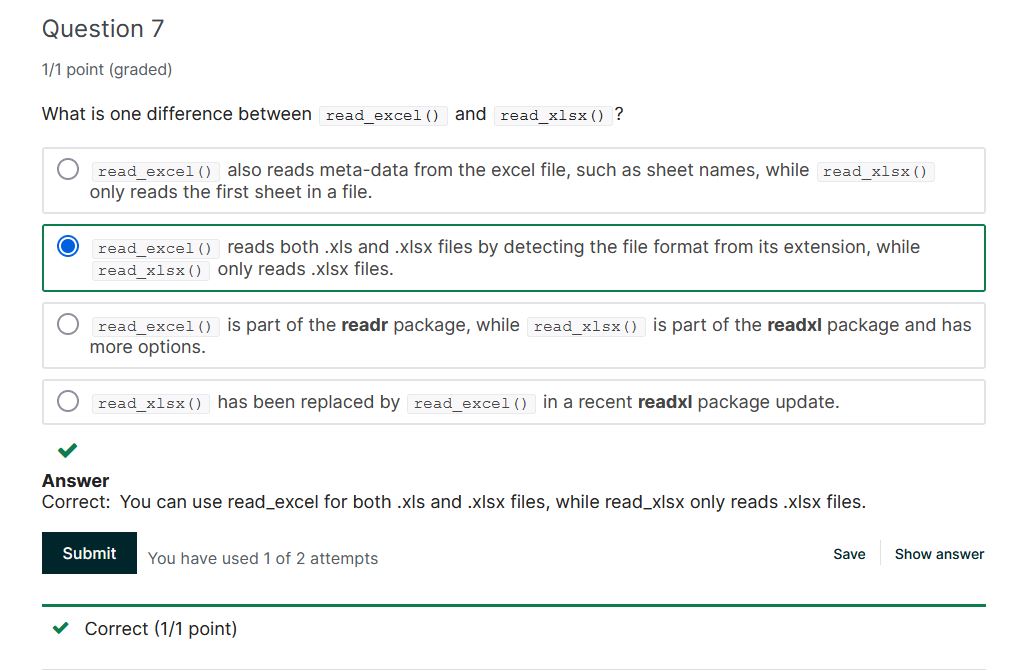 Question 7
1/1 point (graded)
What is one difference between read_excel() and read_xlsx() ?
read_excel() also reads meta-data from the excel file, such as sheet names, while read_xlsx()
only reads the first sheet in a file.
read_excel() reads both .xls and .xlsx files by detecting the file format from its extension, while
read_xlsx() only reads .xlsx files.
read_excel() is part of the readr package, while read_xlsx() is part of the readxl package and has
more options.
read_xlsx() has been replaced by read_excel() in a recent readxl package update.
Answer
Correct: You can use read_excel for both .xls and .xlsx files, while read_xlsx only reads .xlsx files.
Submit You have used 1 of 2 attempts Save Show answer
Correct (1/1 point)